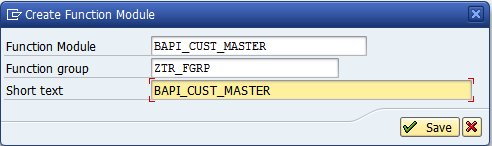 Create Function Module
Function Module BAPI_CUST_MASTER
Function group ZTR_FGRP
Short text BAPI_CUST_MASTER
Save